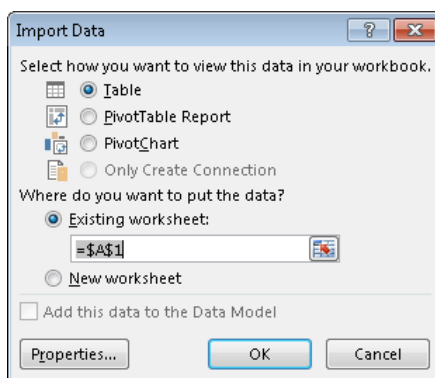 Import Data
Select how you want to view this data in your workbook.
Table
PivotTable Report
PivotChart
Only Create Connection
Where do you want to put the data?
Existing worksheet:
=$A$1
New worksheet
Add this data to the Data Model
Properties... OK Cancel